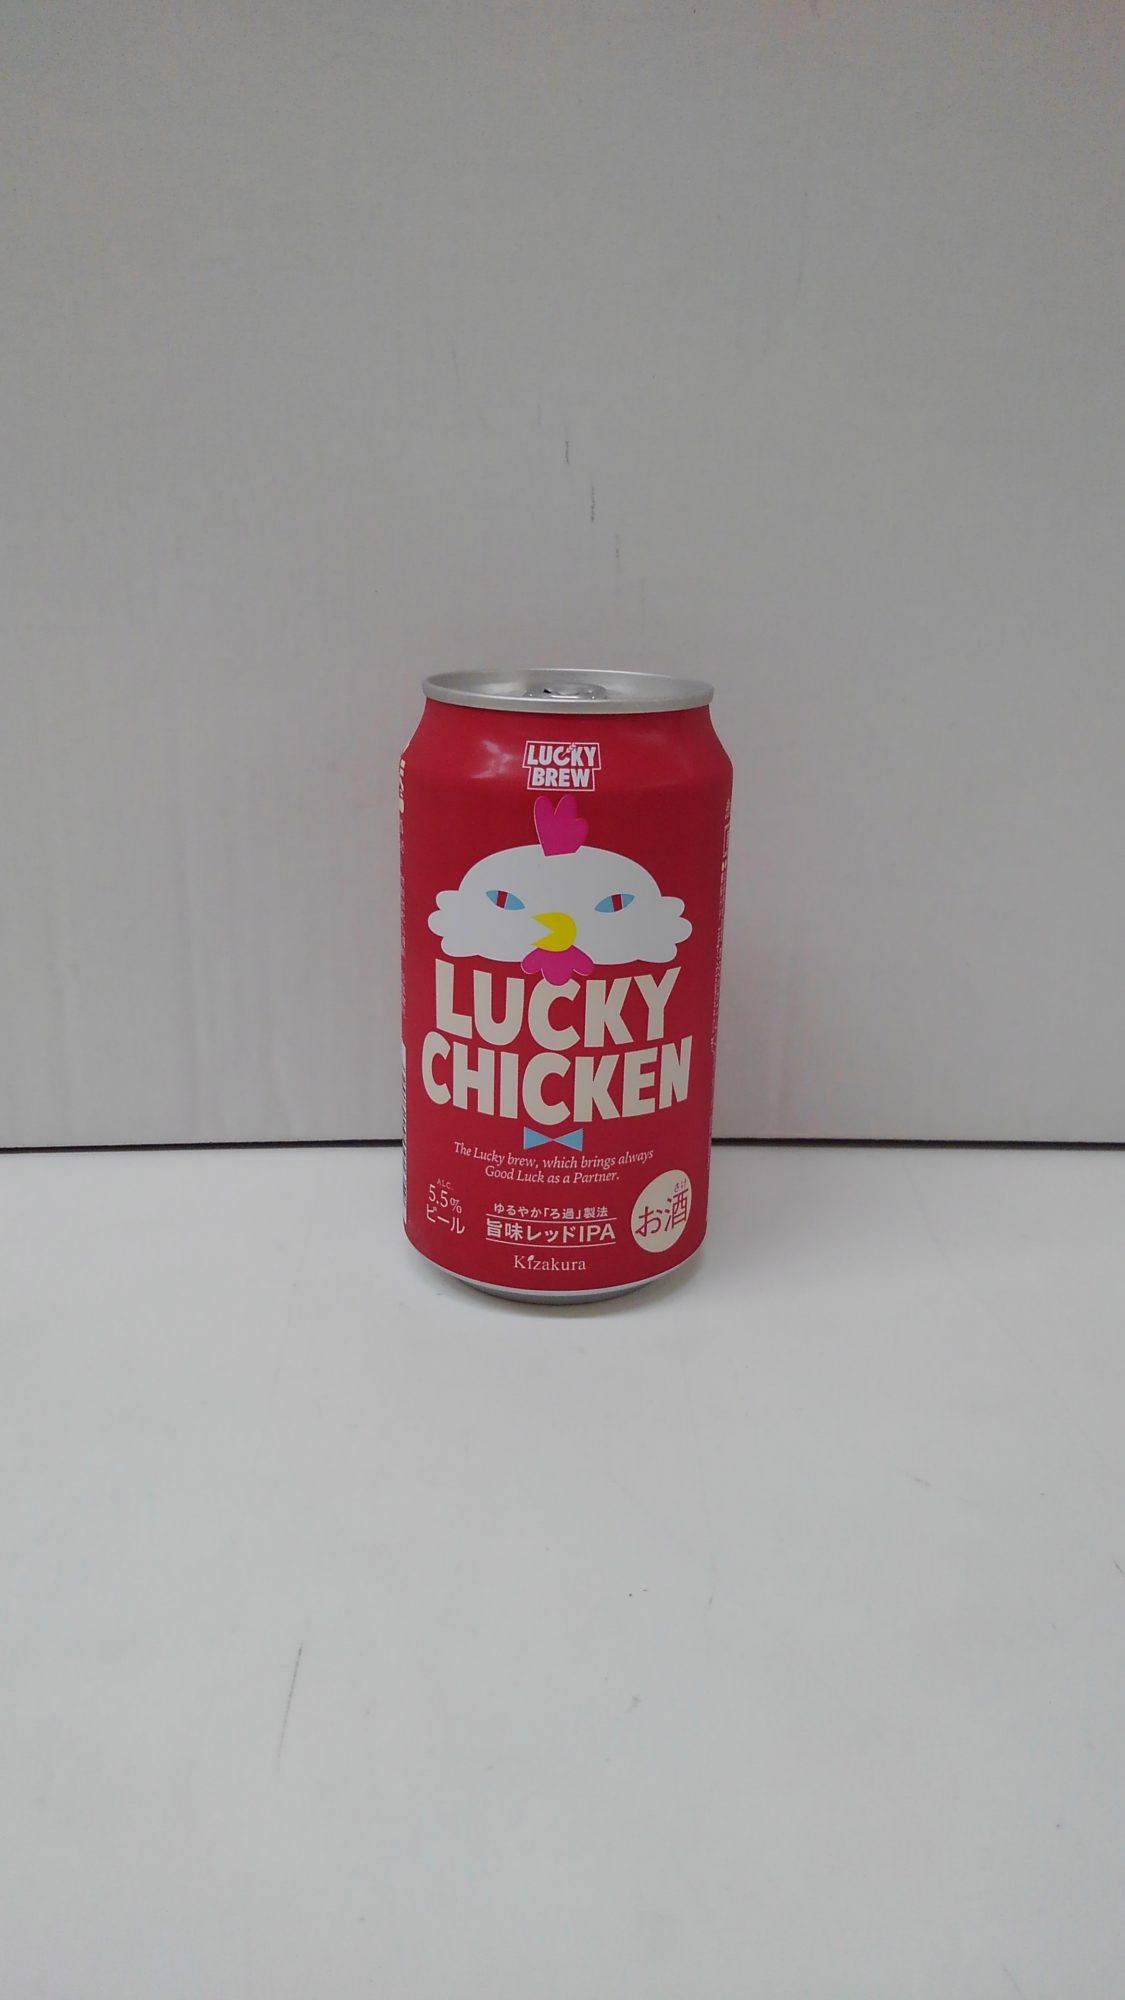 LUCKY
BREW
LUCKY
CHICKEN
The Lucky brew, which brings always
Good Luck as a Partner.
ALC.
5.5%
ビール
ゆるやか「ろ過」製法
旨味レッドIPA
さけ
お酒
Kizakura